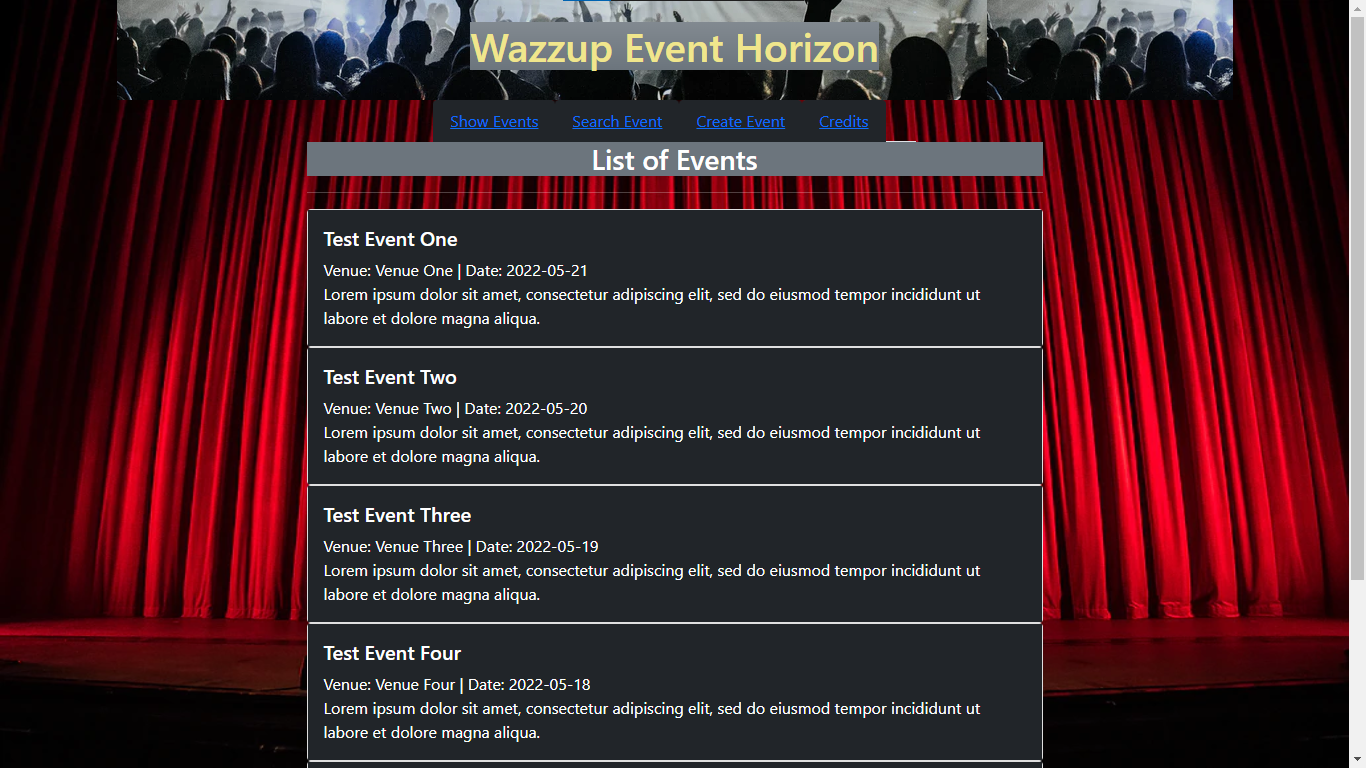 Wazzup Event Horizon
Show Events Search Event Create Event Credits
List of Events
Test Event One
Venue: Venue One | Date: 2022-05-21
Lorem ipsum dolor sit amet, consectetur adipiscing elit, sed do eiusmod tempor incididunt ut
labore et dolore magna aliqua.
Test Event Two
Venue: Venue Two | Date: 2022-05-20
Lorem ipsum dolor sit amet, consectetur adipiscing elit, sed do eiusmod tempor incididunt ut
labore et dolore magna aliqua.
Test Event Three
Venue: Venue Three | Date: 2022-05-19
Lorem ipsum dolor sit amet, consectetur adipiscing elit, sed do eiusmod tempor incididunt ut
labore et dolore magna aliqua.
Test Event Four
Venue: Venue Four | Date: 2022-05-18
Lorem ipsum dolor sit amet, consectetur adipiscing elit, sed do eiusmod tempor incididunt ut
labore et dolore magna aliqua.